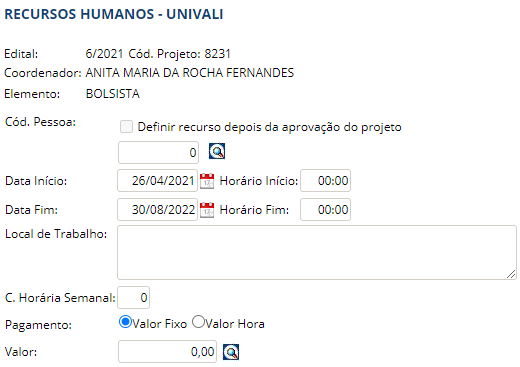 RECURSOS HUMANOS - UNIVALI
Edital: 6/2021 Cód. Projeto: 8231
Coordenador: ANITA MARIA DA ROCHA FERNANDES
Elemento: BOLSISTA
Cód. Pessoa: Definir recurso depois da aprovação do projeto
0
Data Início: 26/04/2021 Horário Início: 00:00
Data Fim: 30/08/2022 Horário Fim: 00:00
Local de Trabalho:
C. Horária Semanal: 0
Pagamento: Valor Fixo Valor Hora
Valor: 0,00